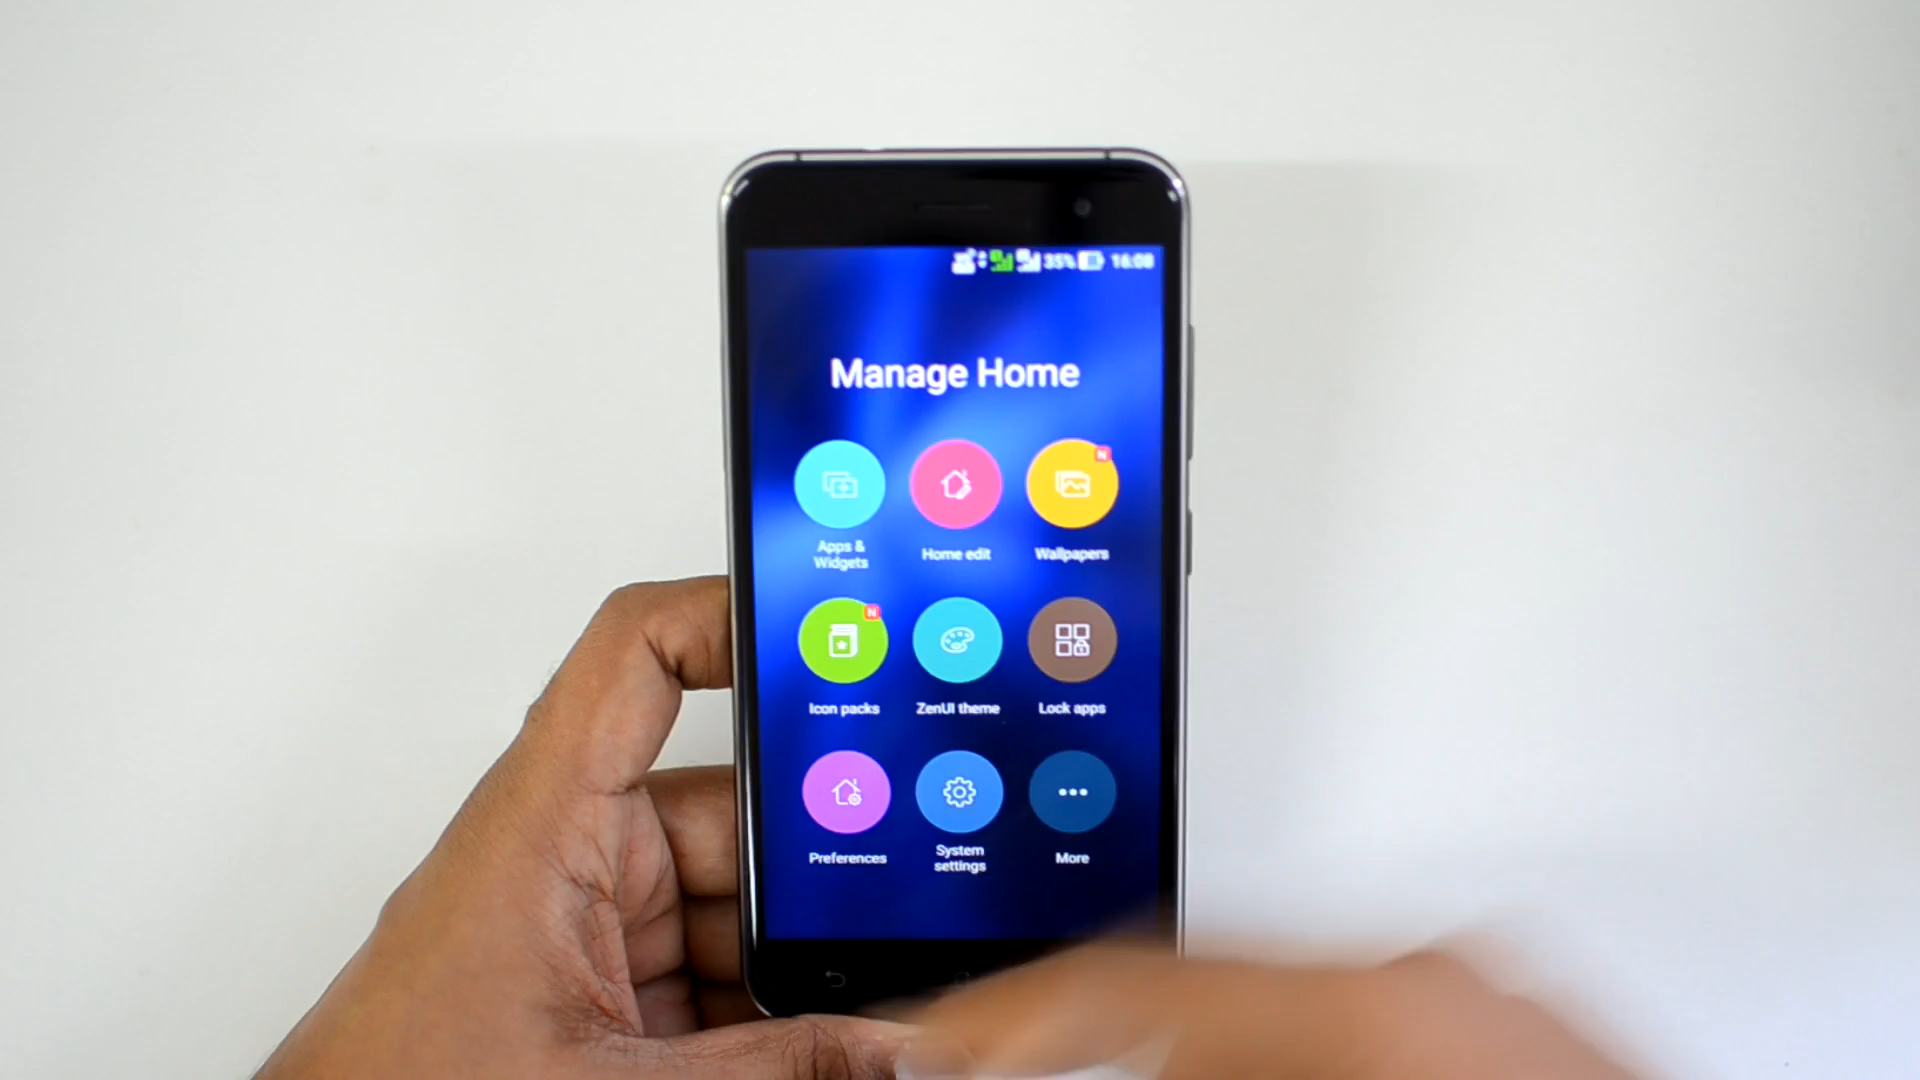 35% 16:08
Manage Home
Apps &
Widgets
Home edit
N
Wallpapers
N
Icon packs
ZenUI theme
Lock apps
Preferences
System
settings
More